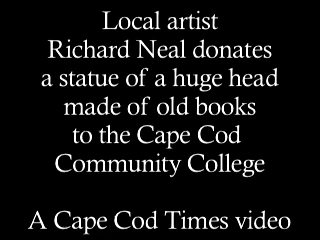 Local artist
Richard Neal donates
a statue of a huge head
made of old books
to the Cape Cod
Community College
A Cape Cod Times video